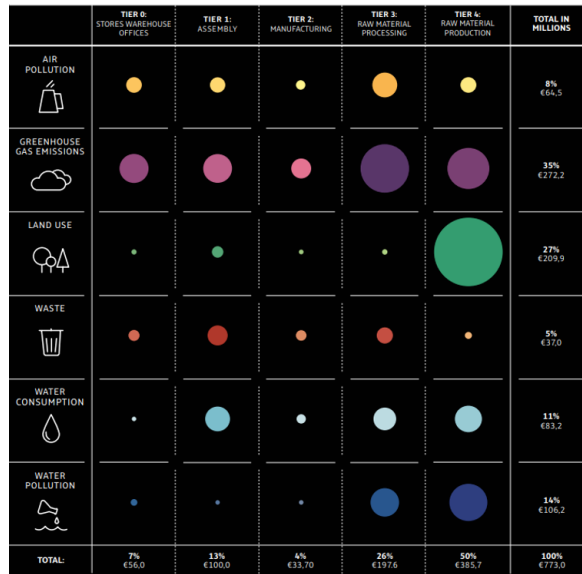 TIER 0:
STORES WAREHOUSE
OFFICES
TIER 1:
ASSEMBLY
TIER 2:
MANUFACTURING
TIER 3:
RAW MATERIAL
PROCESSING
TIER 4:
RAW MATERIAL
PRODUCTION
TOTAL IN
MILLIONS
AIR
POLLUTION
8%
€64,5
GREENHOUSE
GAS EMISSIONS
35%
€272,2
LAND USE
27%
€209,9
WASTE
5%
€37,0
WATER
CONSUMPTION
11%
€83,2
WATER
POLLUTION
14%
€106,2
TOTAL:
7%
€56,0
13%
€100,0
4%
€33,70
26%
€197.6
50%
€385,7
100%
€773,0